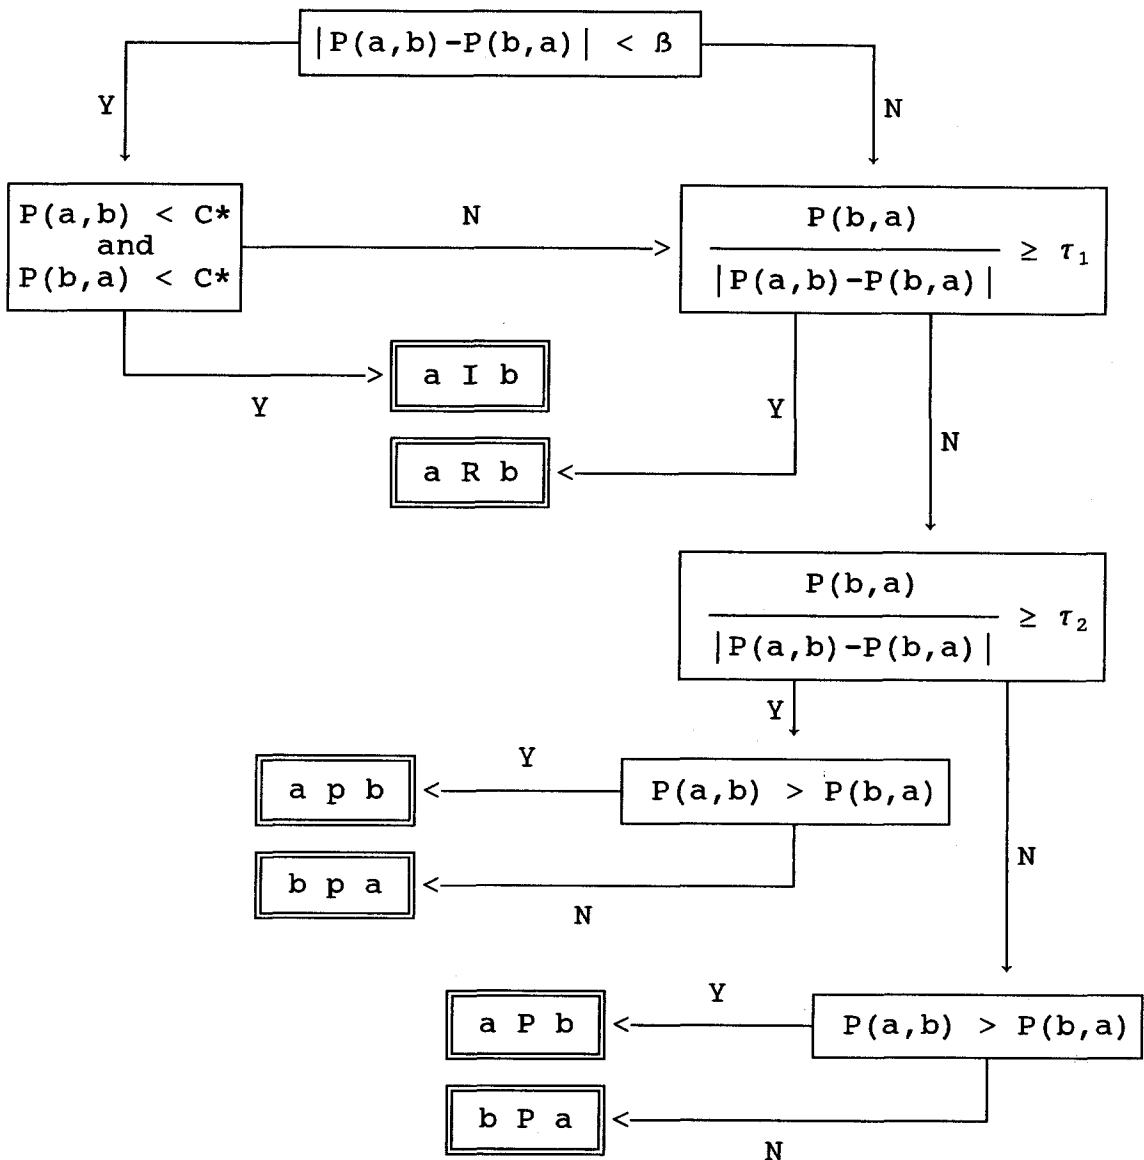 |P(a,b)-P(b,a)| < β
Y
N
P(a,b) < C*
and
P(b,a) < C*
N
P(b,a)
|P(a,b)-P(b,a)|
≥ τ₁
a I b
Y
Y
N
a R b
P(b,a)
|P(a,b)-P(b,a)|
≥ τ₂
Y
Y
a p b
P(a,b) > P(b,a)
N
b p a
N
Y
a P b
P(a,b) > P(b,a)
b P a
N